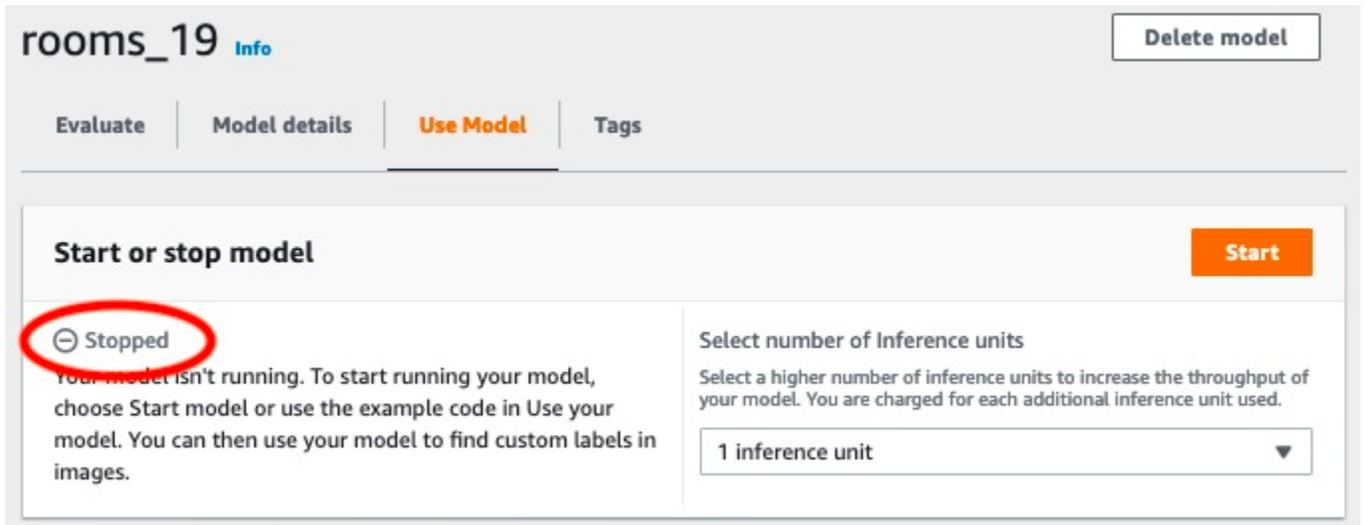 rooms_19 Info
Delete model
Evaluate
Model details
Use Model
Tags
Start or stop model
Start
Stopped
Your model isn't running. To start running your model,
choose Start model or use the example code in Use your
model. You can then use your model to find custom labels in
images.
Select number of Inference units
Select a higher number of inference units to increase the throughput of
your model. You are charged for each additional inference unit used.
1 inference unit